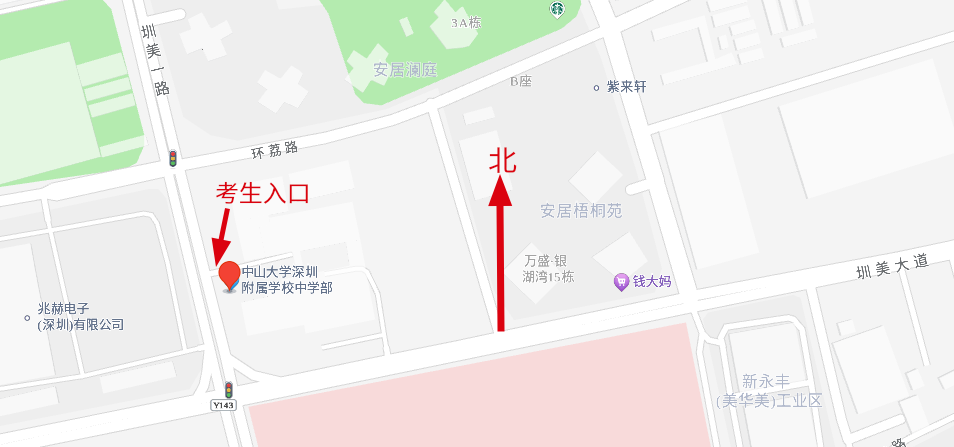 3A栋
圳美一路
安居澜庭
B座
紫来轩
环荔路
北
考生入口
安居梧桐苑
万盛·银
湖湾15栋
中山大学深圳
附属学校中学部
圳美大道
钱大妈
兆赫电子
(深圳)有限公司
新永丰
(美华美)工业区
Y143